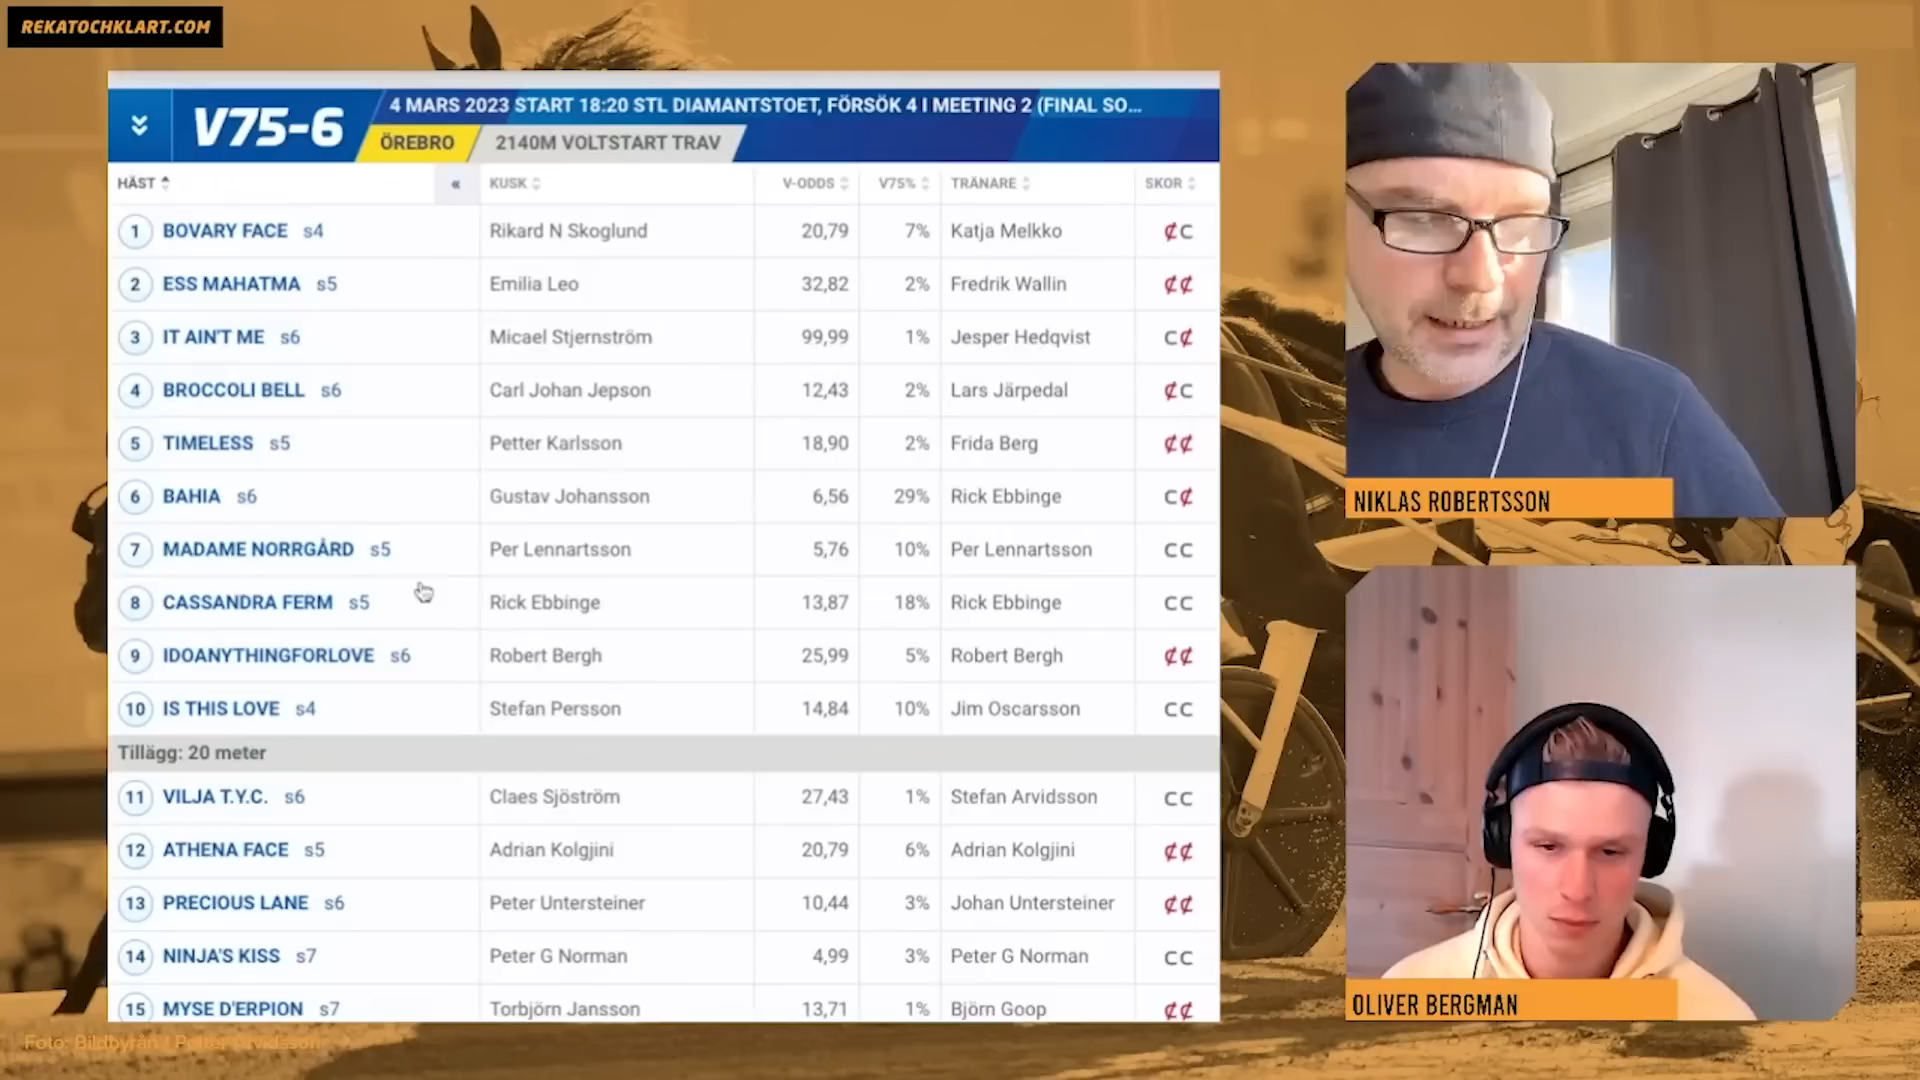 REKATOCHKLART.COM
V75-6
4 MARS 2023 START 18:20 STL DIAMANTSTOET, FÖRSÖK 4 I MEETING 2 (FINAL SO...
ÖREBRO 2140M VOLTSTART TRAV
HÄST « KUSK V-ODDS V75% TRÄNARE SKOR
1 BOVARY FACE s4 Rikard N Skoglund 20,79 7% Katja Melkko ₵C
2 ESS MAHATMA s5 Emilia Leo 32,82 2% Fredrik Wallin ₵₵
3 IT AIN'T ME s6 Micael Stjernström 99,99 1% Jesper Hedqvist C₵
4 BROCCOLI BELL s6 Carl Johan Jepson 12,43 2% Lars Järpedal ₵C
5 TIMELESS s5 Petter Karlsson 18,90 2% Frida Berg ₵₵
6 BAHIA s6 Gustav Johansson 6,56 29% Rick Ebbinge C₵
7 MADAME NORRGÅRD s5 Per Lennartsson 5,76 10% Per Lennartsson CC
8 CASSANDRA FERM s5 Rick Ebbinge 13,87 18% Rick Ebbinge CC
9 IDOANYTHINGFORLOVE s6 Robert Bergh 25,99 5% Robert Bergh ₵₵
10 IS THIS LOVE s4 Stefan Persson 14,84 10% Jim Oscarsson CC
Tillägg: 20 meter
11 VILJA T.Y.C. s6 Claes Sjöström 27,43 1% Stefan Arvidsson CC
12 ATHENA FACE s5 Adrian Kolgjini 20,79 6% Adrian Kolgjini ₵₵
13 PRECIOUS LANE s6 Peter Untersteiner 10,44 3% Johan Untersteiner ₵₵
14 NINJA'S KISS s7 Peter G Norman 4,99 3% Peter G Norman CC
15 MYSE D'ERPION s7 Torbjörn Jansson 13,71 1% Björn Goop ₵₵
NIKLAS ROBERTSSON
OLIVER BERGMAN
Foto: Bildbyrån / Petter Arvidsson